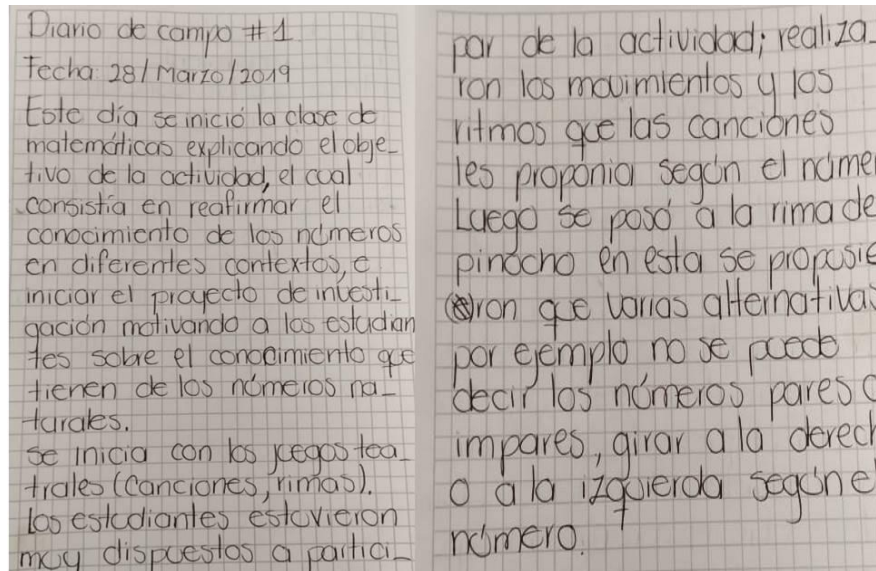 Diario de campo #1
Fecha: 28/Marzo/2019
Este día se inició la clase de
matemáticas explicando el obje_
tivo de la actividad, el cual
consistía en reafirmar el
conocimiento de los números
en diferentes contextos, e
iniciar el proyecto de investi_
gación motivando a los estudian
tes sobre el conocimiento que
tienen de los números na_
turales.
se inicia con los juegos tea_
trales (canciones, rimas).
los estudiantes estuvieron
muy dispuestos a partici_
par de la actividad; realiza_
ron los movimientos y los
ritmos que las canciones
les proponia según el núme
Luego se pasó a la rima de
pinocho en esta se propusie
ron que varias alternativas
por ejemplo no se puede
decir los números pares o
impares, girar a la derech
o a la izquierda según e
número.